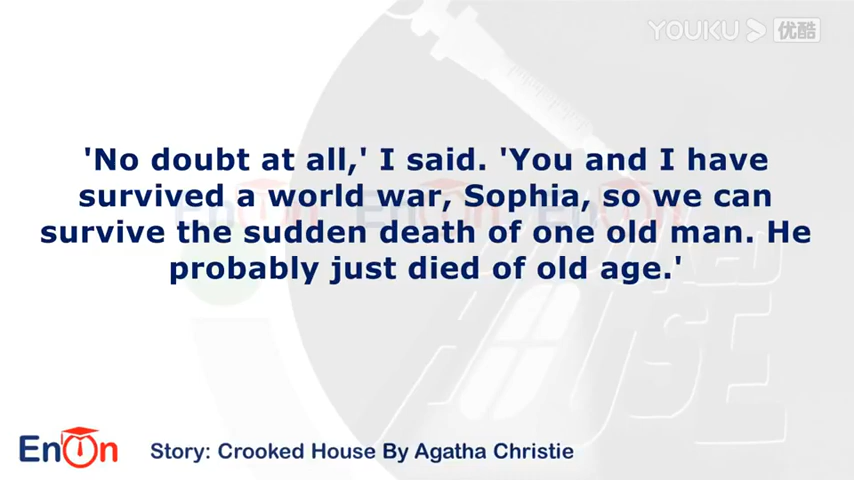 YOUKU 优酷
'No doubt at all,' I said. 'You and I have
survived a world war, Sophia, so we can
survive the sudden death of one old man. He
probably just died of old age.'
EnOn
Story: Crooked House By Agatha Christie
HOUSE